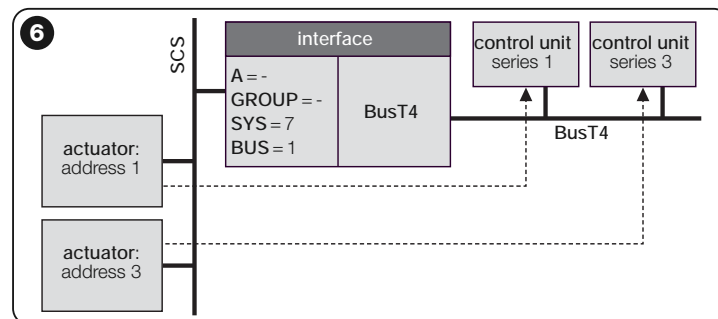 6
SCS
interface
A = -
GROUP = -
SYS = 7
BUS = 1
BusT4
control unit
series 1
control unit
series 3
BusT4
actuator:
address 1
actuator:
address 3